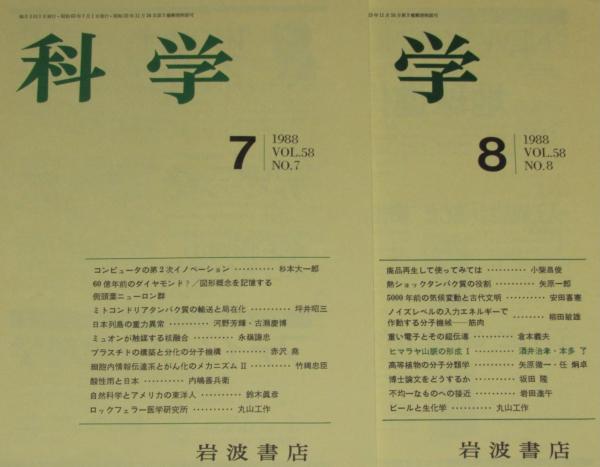 科学
7
1988
VOL.58
NO.7
コンピュータの第2次イノベーション ………… 杉本大一郎
60億年前のダイヤモンド?/図形概念を記憶する
側頭葉ニューロン群
ミトコンドリアタンパク質の輸送と局在化 ………… 坪井昭三
日本列島の重力異常 ………… 河野芳輝・古瀬慶博
ミュオンが触媒する核融合 ………… 永嶺謙忠
プラスチドの構築と分化の分子機構 ………… 赤沢 堯
細胞内情報伝達系とがん化のメカニズム II ………… 竹縄忠臣
酸性雨と日本 ………… 内嶋善兵衛
自然科学とアメリカの東洋人 ………… 鈴木眞彦
ロックフェラー医学研究所 ………… 丸山工作
岩波書店
学
8
1988
VOL.58
NO.8
廃品再生して使ってみては ………… 小柴昌俊
熱ショックタンパク質の役割 ………… 矢原一郎
5000年前の気候変動と古代文明 ………… 安田喜憲
ノイズレベルの入力エネルギーで
作動する分子機械——筋肉 ………… 柳田敏雄
重い電子とその超伝導 ………… 倉本義夫
ヒマラヤ山脈の形成 I ………… 酒井治孝・本多 了
高等植物の分子分類学 ………… 矢原徹一・任 炯卓
博士論文をどうするか ………… 坂田 隆
不均一なものへの接近 ………… 岩田進午
ビールと生化学 ………… 丸山工作
岩波書店